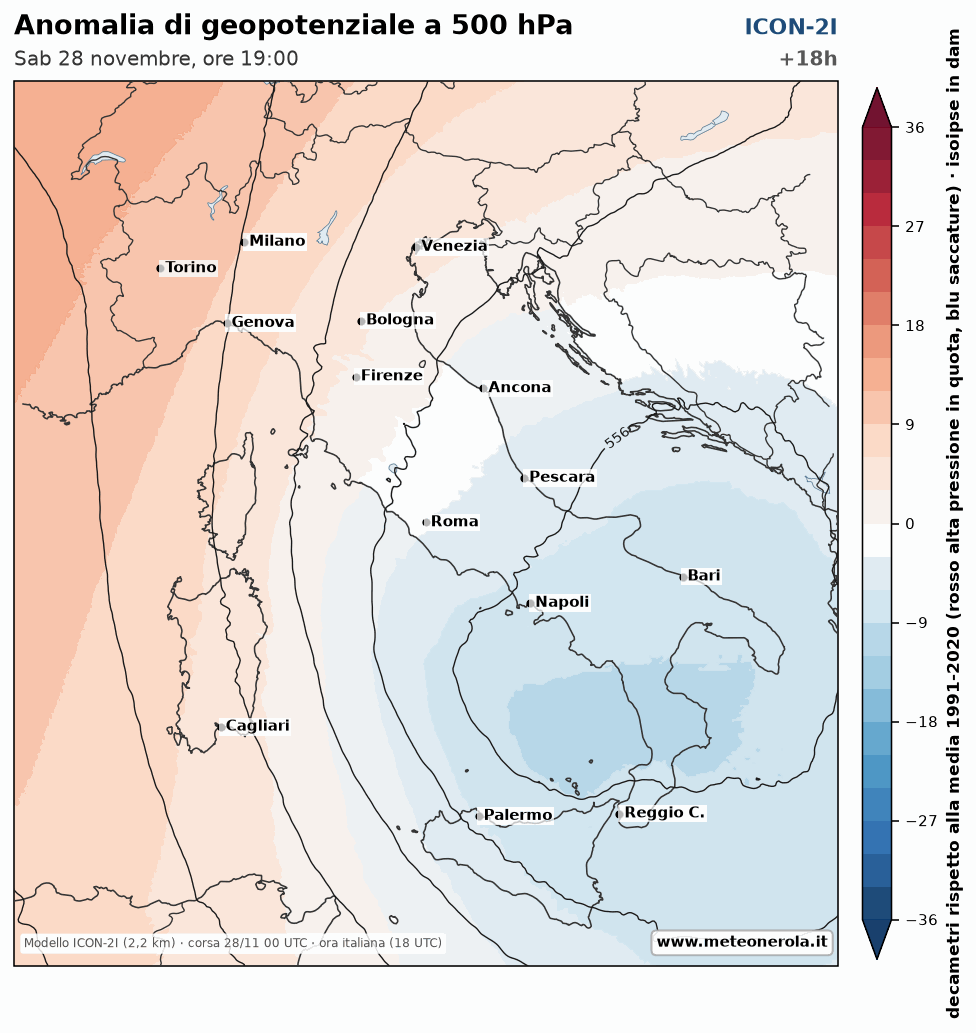 Anomalia di geopotenziale a 500 hPa
ICON-2I
Sab 28 novembre, ore 19:00
+18h
Milano
Venezia
Torino
Genova
Bologna
Firenze
Ancona
556
Pescara
Roma
Bari
Napoli
Cagliari
Palermo
Reggio C.
Modello ICON-2I (2,2 km) · corsa 28/11 00 UTC · ora italiana (18 UTC)
www.meteonerola.it
36
27
18
9
0
−9
−18
−27
−36
decametri rispetto alla media 1991-2020 (rosso alta pressione in quota, blu saccature) · isoipse in dam